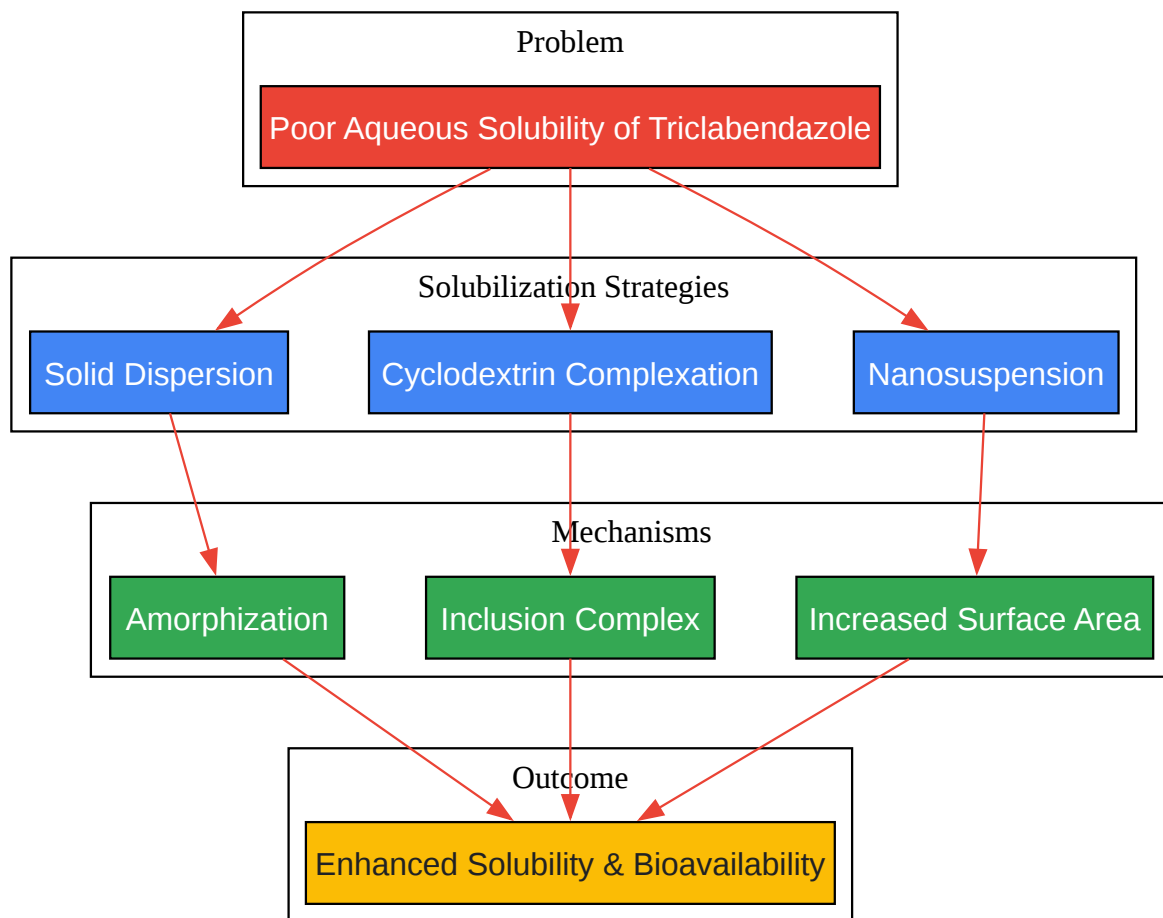 Problem
Poor Aqueous Solubility of Triclabendazole
Solubilization Strategies
Solid Dispersion
Cyclodextrin Complexation
Nanosuspension
Mechanisms
Amorphization
Inclusion Complex
Increased Surface Area
Outcome
Enhanced Solubility & Bioavailability